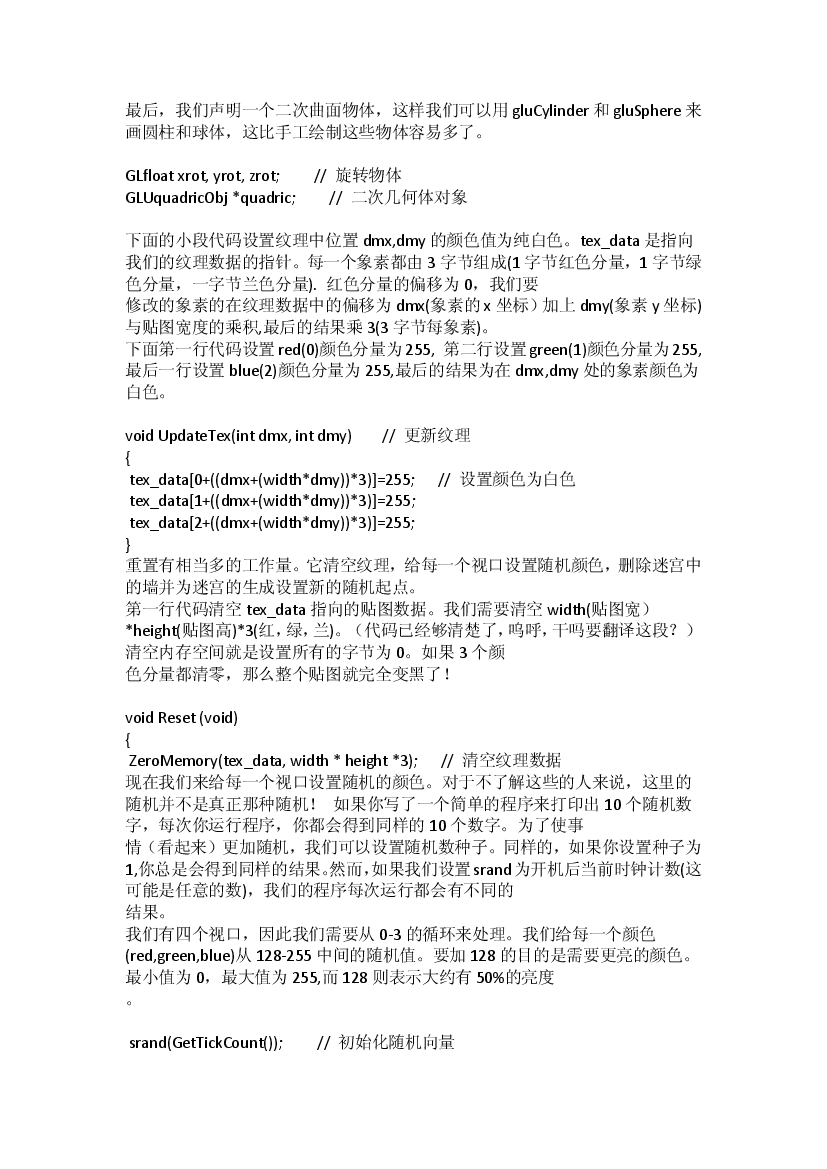 最后，我们声明一个二次曲面物体，这样我们可以用 gluCylinder 和 gluSphere 来
画圆柱和球体，这比手工绘制这些物体容易多了。
GLfloat xrot, yrot, zrot; // 旋转物体
GLUquadricObj *quadric; // 二次几何体对象
下面的小段代码设置纹理中位置 dmx,dmy 的颜色值为纯白色。tex_data 是指向
我们的纹理数据的指针。每一个象素都由 3 字节组成(1 字节红色分量，1 字节绿
色分量，一字节兰色分量). 红色分量的偏移为 0，我们要
修改的象素的在纹理数据中的偏移为 dmx(象素的 x 坐标）加上 dmy(象素 y 坐标)
与贴图宽度的乘积,最后的结果乘 3(3 字节每象素)。
下面第一行代码设置 red(0)颜色分量为 255, 第二行设置 green(1)颜色分量为 255,
最后一行设置 blue(2)颜色分量为 255,最后的结果为在 dmx,dmy 处的象素颜色为
白色。
void UpdateTex(int dmx, int dmy) // 更新纹理
{
tex_data[0+((dmx+(width*dmy))*3)]=255; // 设置颜色为白色
tex_data[1+((dmx+(width*dmy))*3)]=255;
tex_data[2+((dmx+(width*dmy))*3)]=255;
}
重置有相当多的工作量。它清空纹理，给每一个视口设置随机颜色，删除迷宫中
的墙并为迷宫的生成设置新的随机起点。
第一行代码清空 tex_data 指向的贴图数据。我们需要清空 width(贴图宽）
*height(贴图高)*3(红，绿，兰)。（代码已经够清楚了，呜呼，干吗要翻译这段？）
清空内存空间就是设置所有的字节为 0。如果 3 个颜
色分量都清零，那么整个贴图就完全变黑了！
void Reset (void)
{
ZeroMemory(tex_data, width * height *3); // 清空纹理数据
现在我们来给每一个视口设置随机的颜色。对于不了解这些的人来说，这里的
随机并不是真正那种随机！ 如果你写了一个简单的程序来打印出 10 个随机数
字，每次你运行程序，你都会得到同样的 10 个数字。为了使事
情（看起来）更加随机，我们可以设置随机数种子。同样的，如果你设置种子为
1,你总是会得到同样的结果。然而,如果我们设置 srand 为开机后当前时钟计数(这
可能是任意的数)，我们的程序每次运行都会有不同的
结果。
我们有四个视口，因此我们需要从 0-3 的循环来处理。我们给每一个颜色
(red,green,blue)从 128-255 中间的随机值。要加 128 的目的是需要更亮的颜色。
最小值为 0，最大值为 255,而 128 则表示大约有 50%的亮度
。
srand(GetTickCount()); // 初始化随机向量